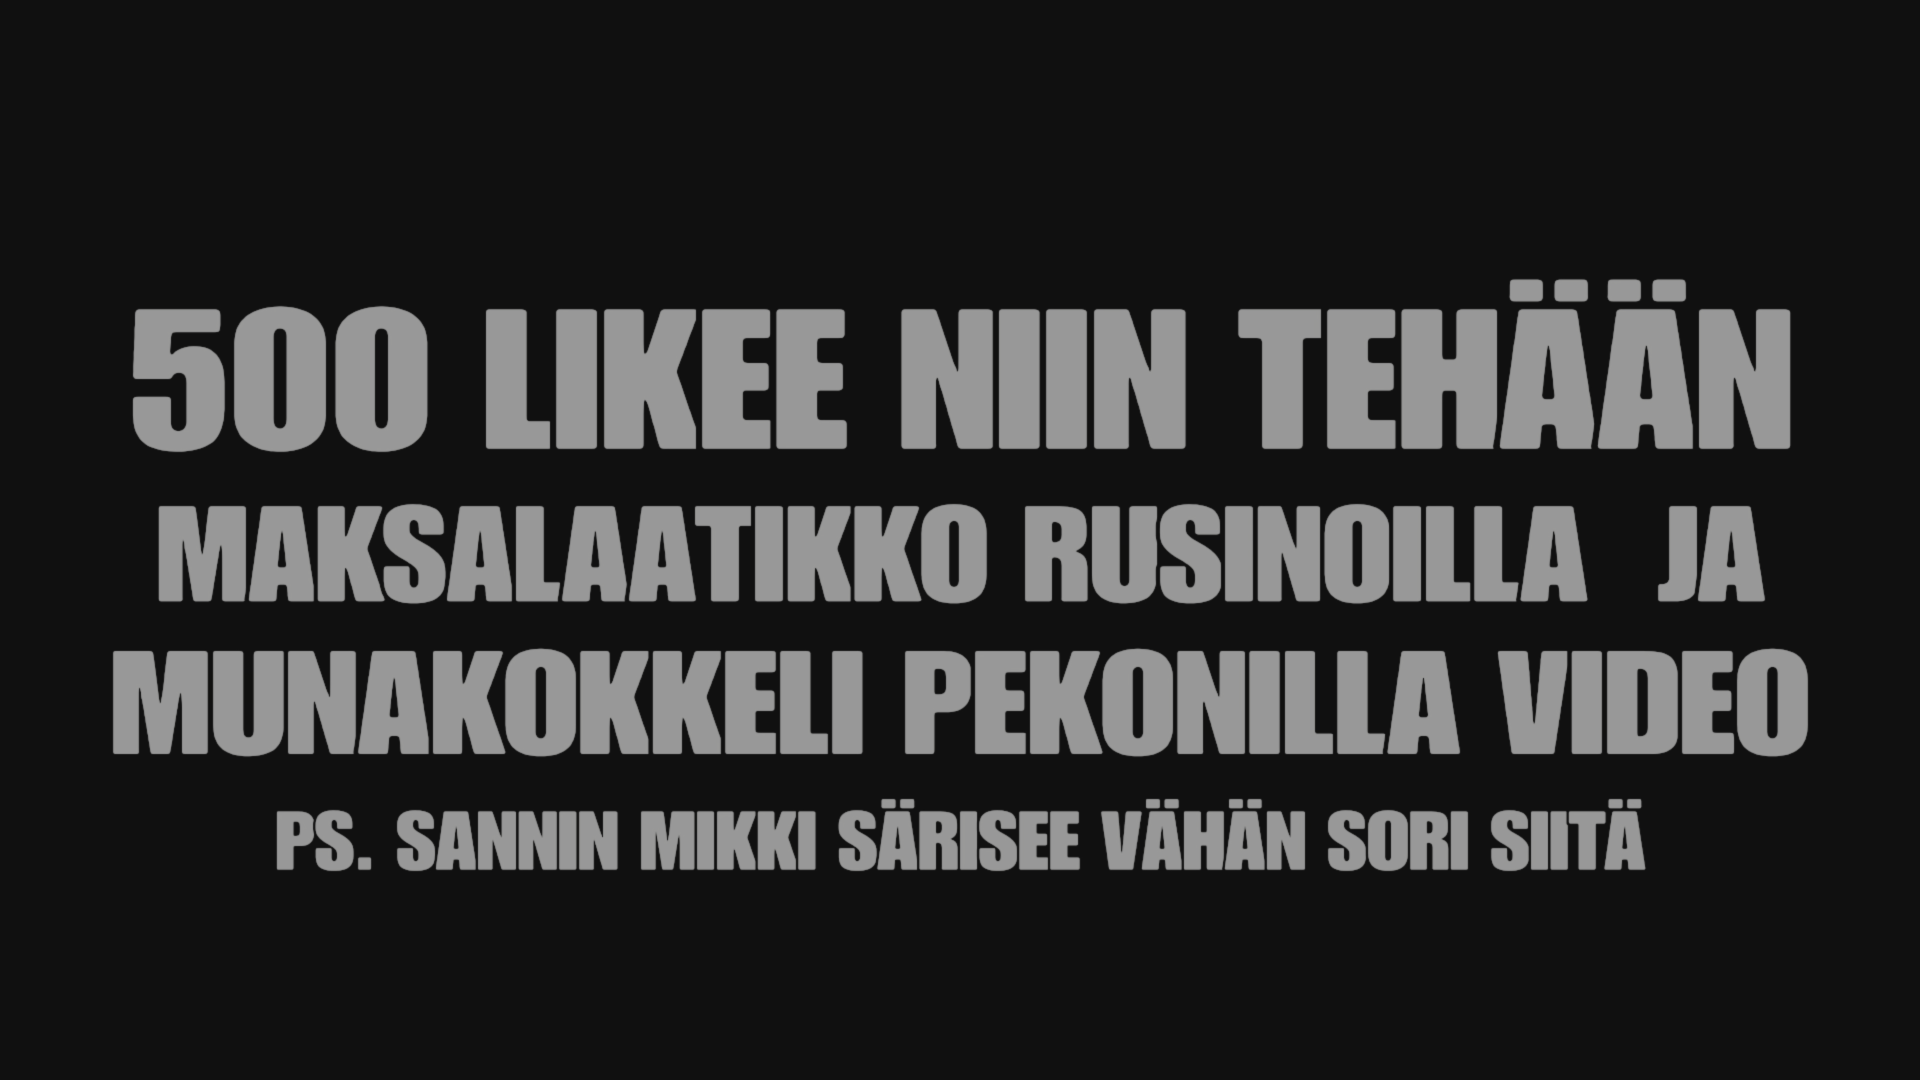 500 LIKEE NIIN TEHÄÄN
MAKSALAATIKKO RUSINOILLA JA
MUNAKOKKELI PEKONILLA VIDEO
PS. SANNIN MIKKI SÄRISEE VÄHÄN SORI SIITÄ